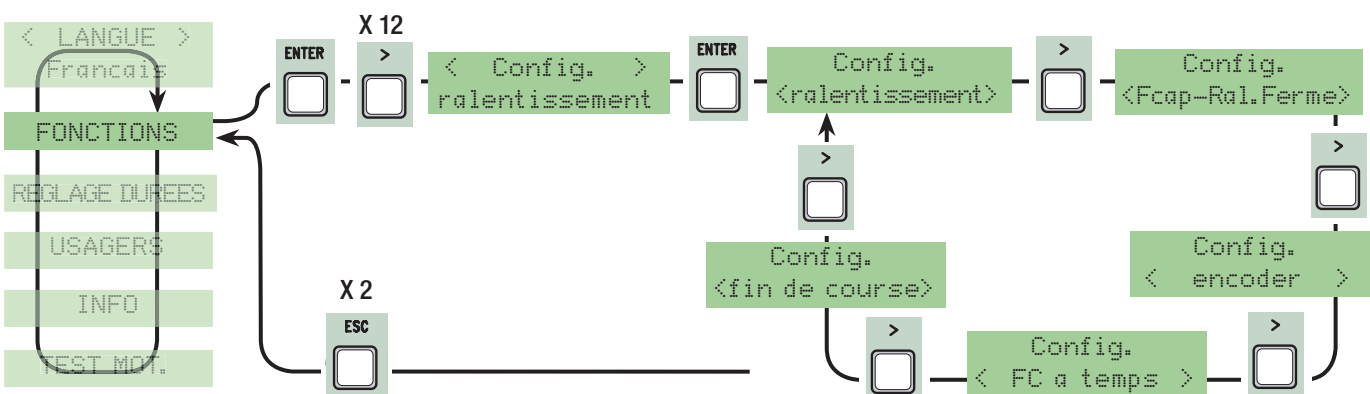 < LANGUE >
Francais
FONCTIONS
REGLAGE DUREES
USAGERS
INFO
TEST MOT.
ENTER
X 12
>
< Config. >
ralentissement
ENTER
Config.
<ralentissement>
>
Config.
<Fcap-Ral.Ferme>
>
Config.
< encoder >
>
Config.
< FC a temps >
>
Config.
<fin de course>
>
X 2
ESC